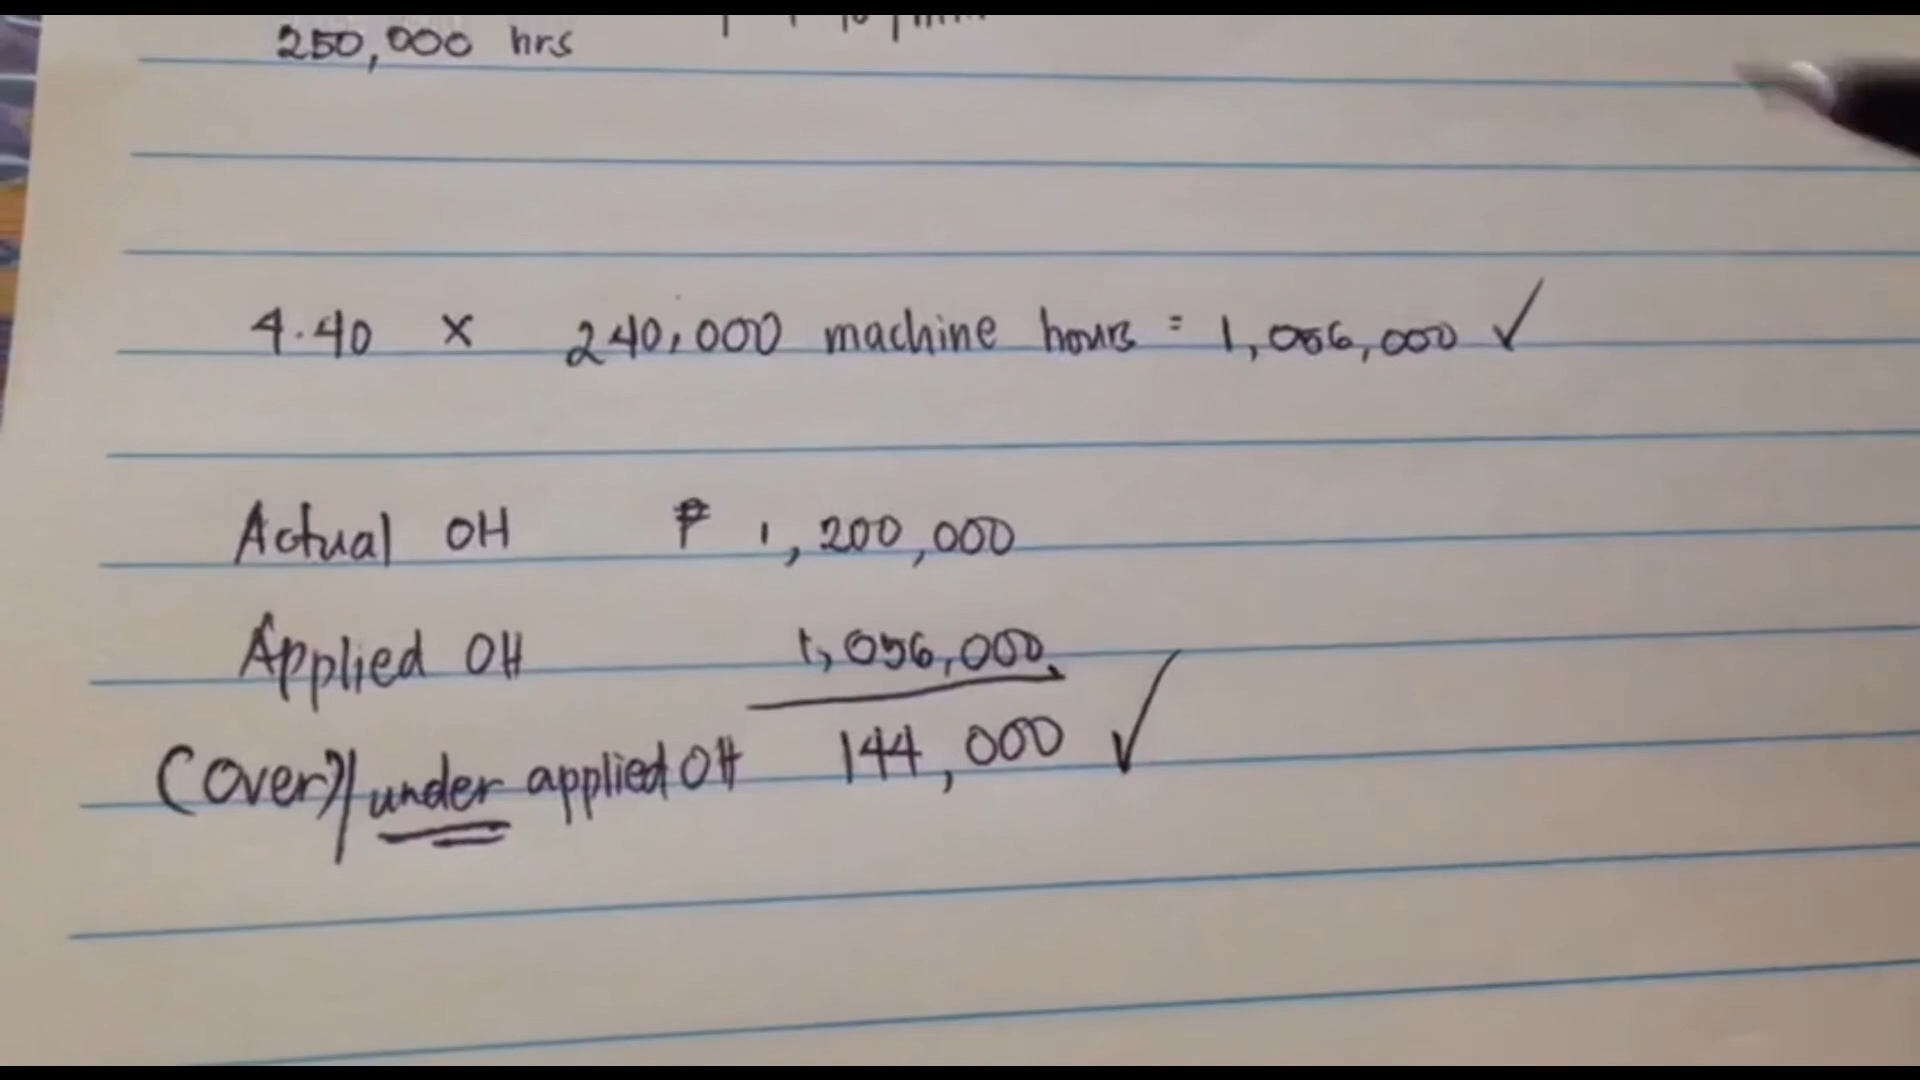 250,000 hrs
4.40 x 240,000 machine hours = 1,056,000 ✓
Actual OH ₱ 1,200,000
Applied OH 1,056,000
(Over)/under applied OH 144,000 ✓